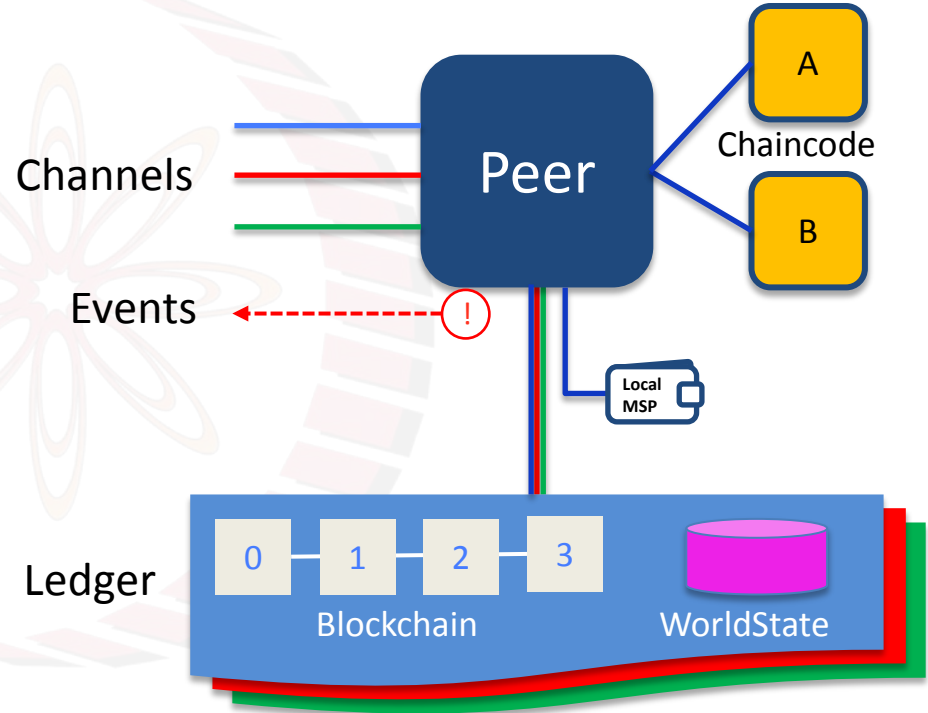 A
Chaincode
Peer
Channels
B
Events
!
Local
MSP
Ledger
0
1
2
3
Blockchain
WorldState